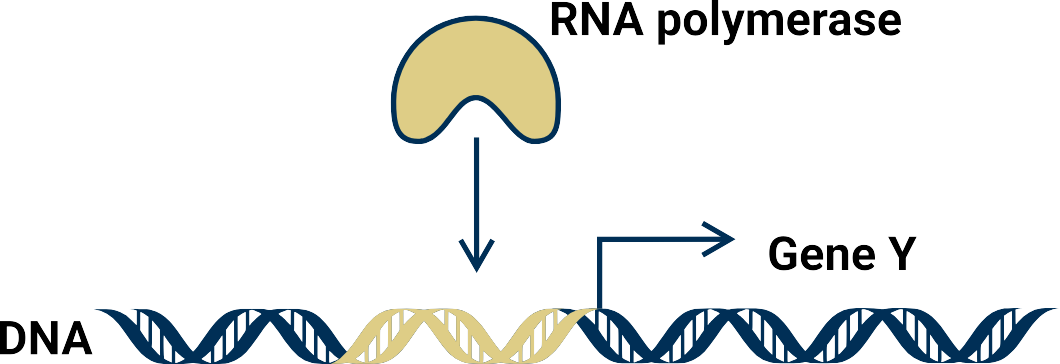 RNA polymerase
Gene Y
DNA